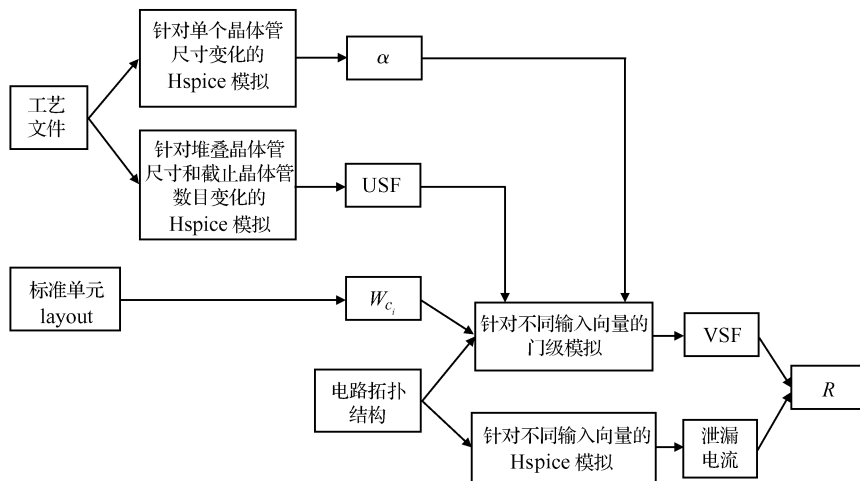 针对单个晶体管
尺寸变化的
Hspice 模拟
α
工艺
文件
针对堆叠晶体管
尺寸和截止晶体管
数目变化的
Hspice 模拟
USF
标准单元
layout
W_{C_i}
针对不同输入向量的
门级模拟
VSF
电路拓扑
结构
R
针对不同输入向量的
Hspice 模拟
泄漏
电流